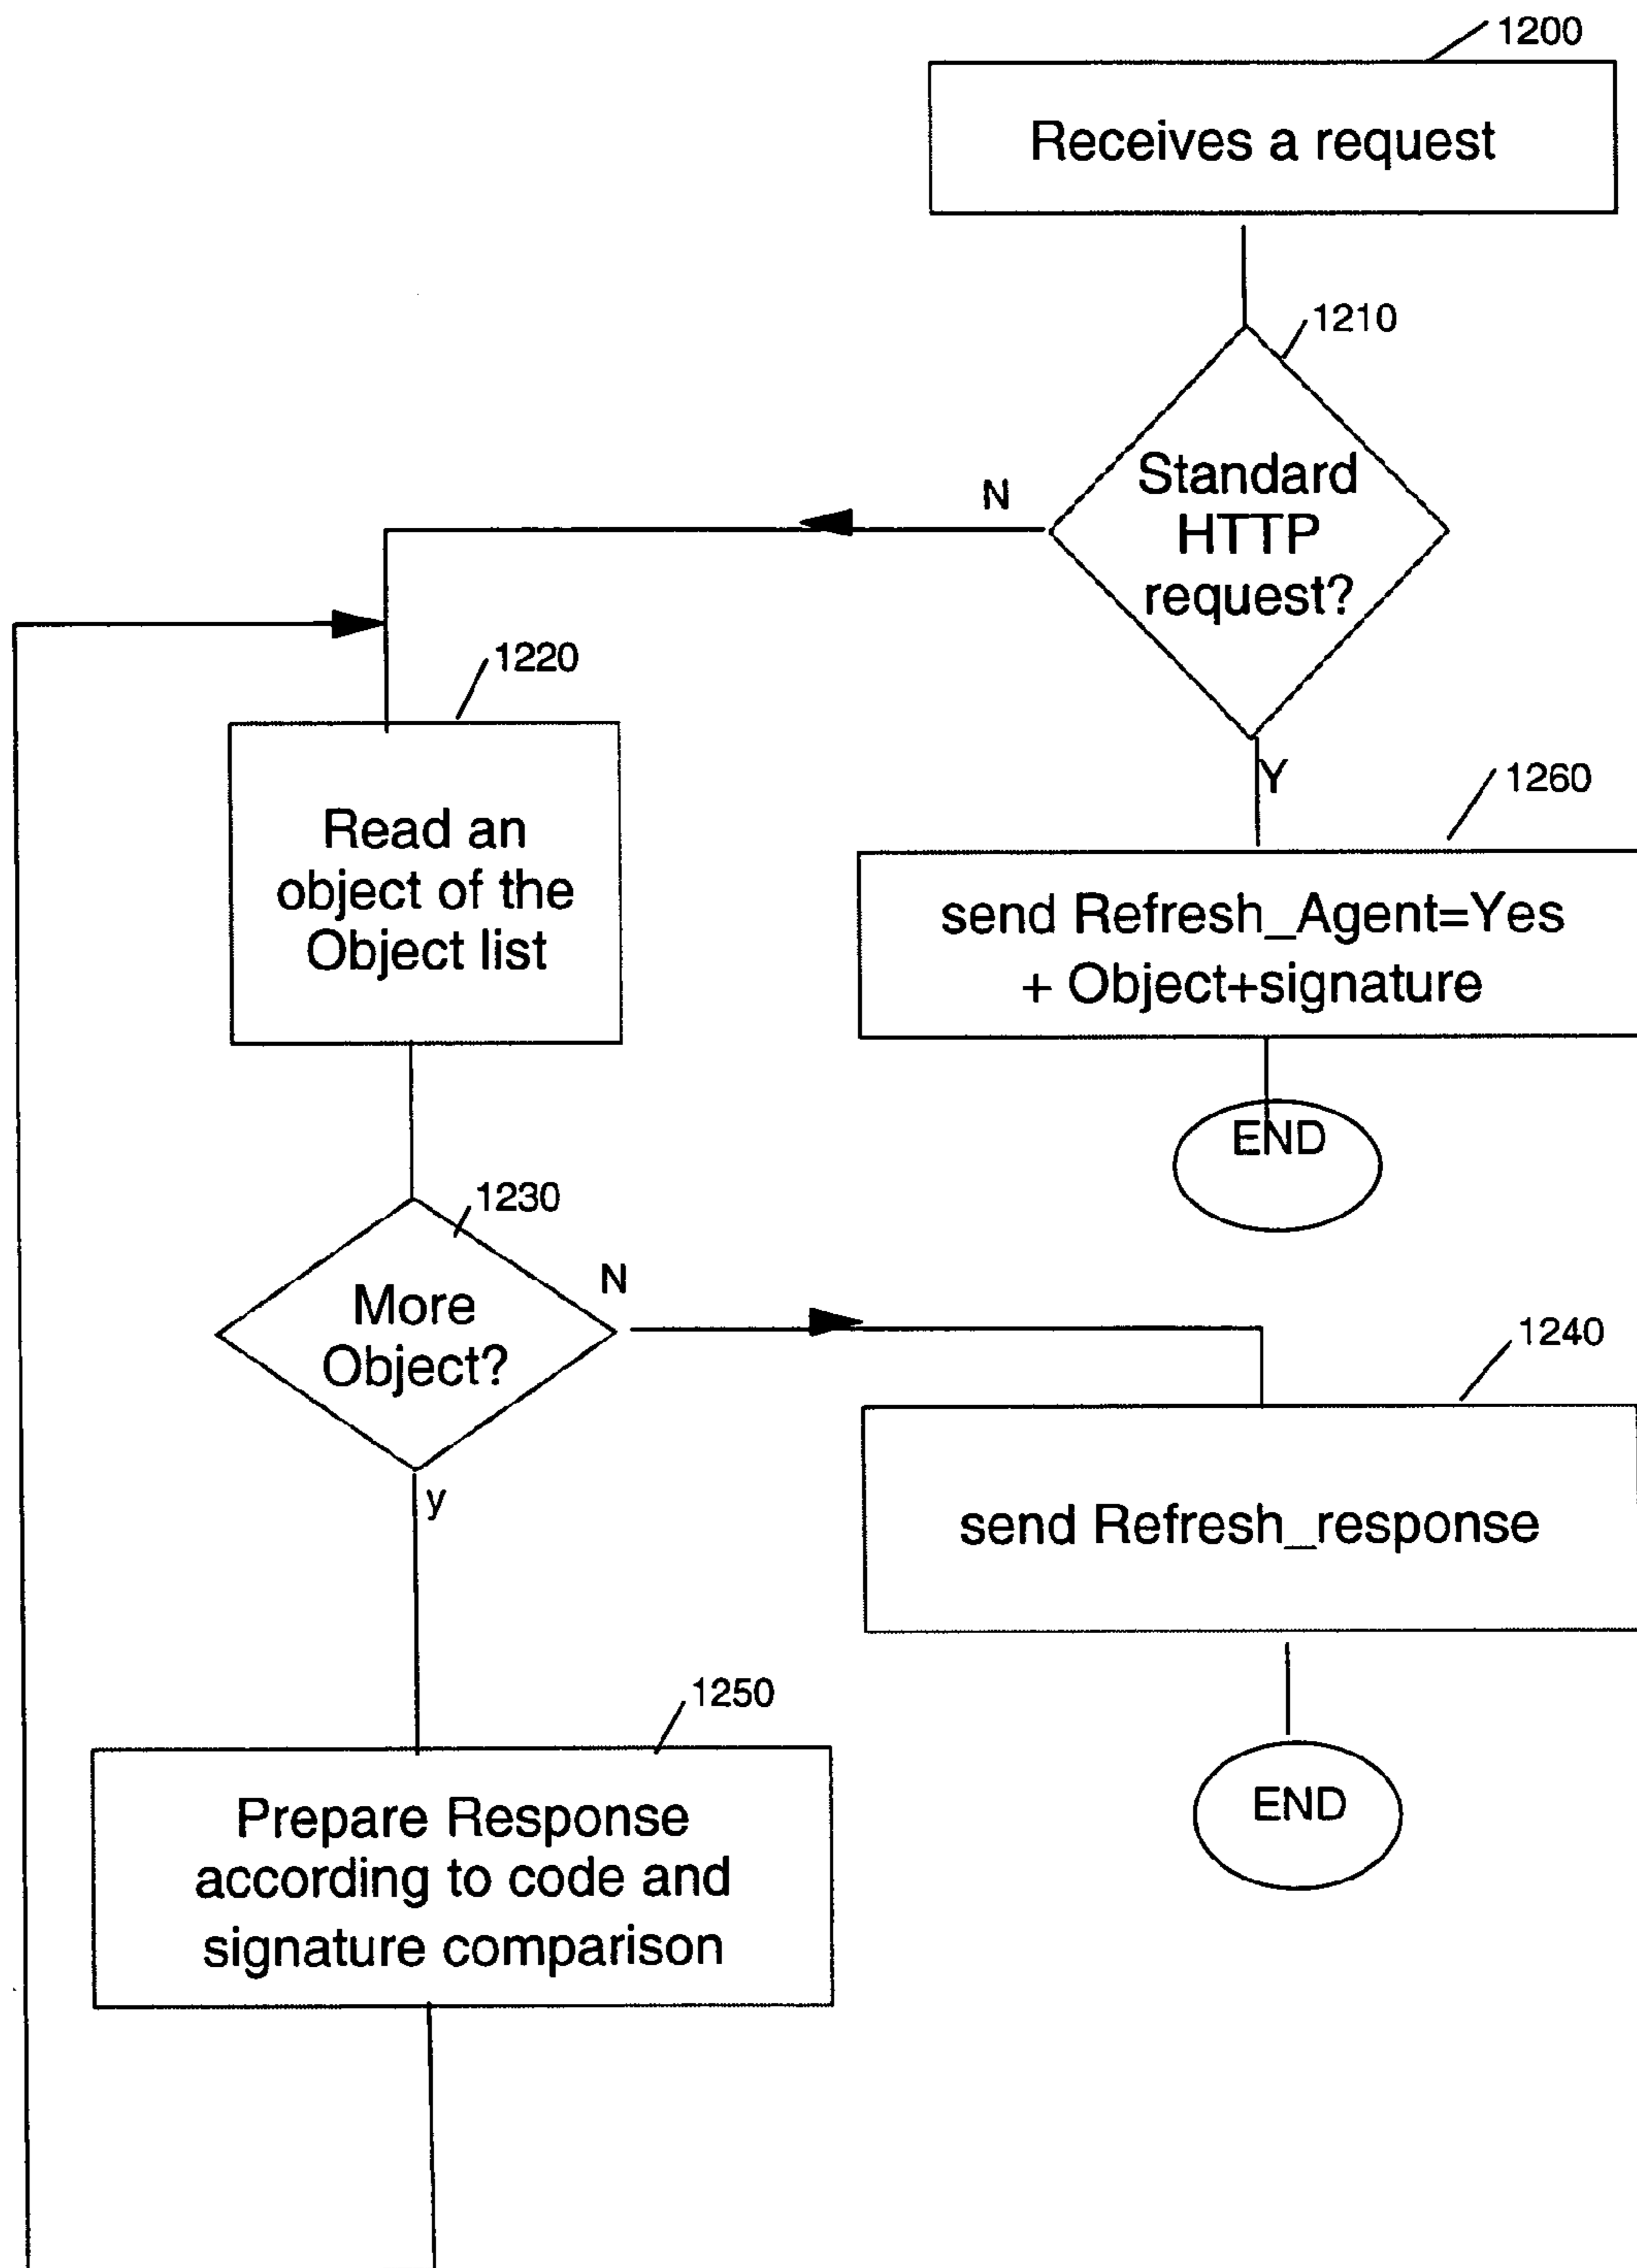 1200
Receives a request
1210
Standard
HTTP
request?
N
Y
1220
Read an
object of the
Object list
1260
send Refresh_Agent=Yes
+ Object+signature
END
1230
More
Object?
N
y
1240
send Refresh_response
END
1250
Prepare Response
according to code and
signature comparison